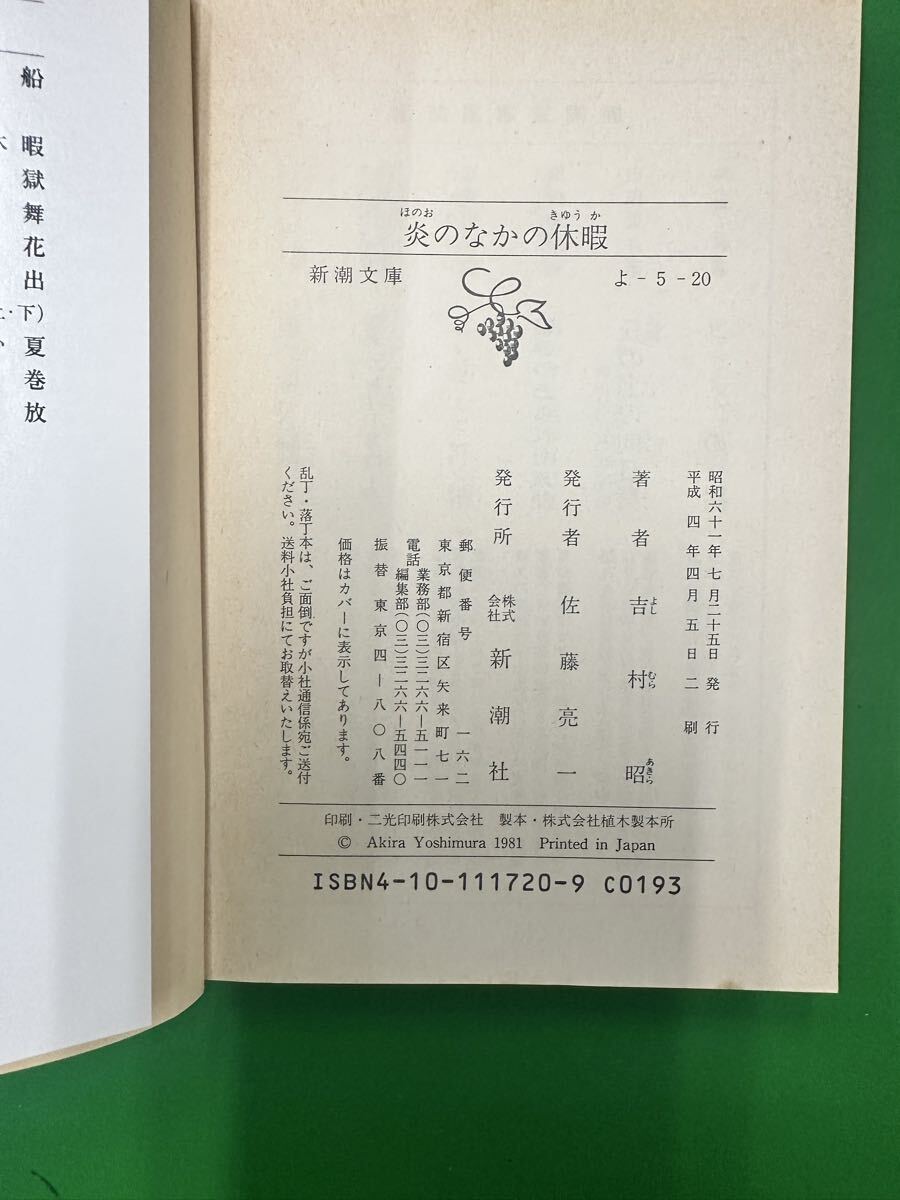 炎のなかの休暇
ほのお
きゆうか
新潮文庫
よ-5-20
昭和六十一年七月二十五日発行
平成四年四月五日二刷
著者 吉村昭
よし
むら
あきら
発行者 佐藤亮一
発行所 株式会社 新潮社
郵便番号 一六二
東京都新宿区矢来町七一
電話 業務部(〇三)三二六六-五一一一
編集部(〇三)三二六六-五四四〇
振替東京四-八〇八番
価格はカバーに表示してあります。
乱丁・落丁本は、ご面倒ですが小社通信係宛ご送付
ください。送料小社負担にてお取替えいたします。
印刷・二光印刷株式会社 製本・株式会社植木製本所
© Akira Yoshimura 1981 Printed in Japan
ISBN4-10-111720-9 C0193
船
暇
獄
舞
花
出
下)
夏
巻
放